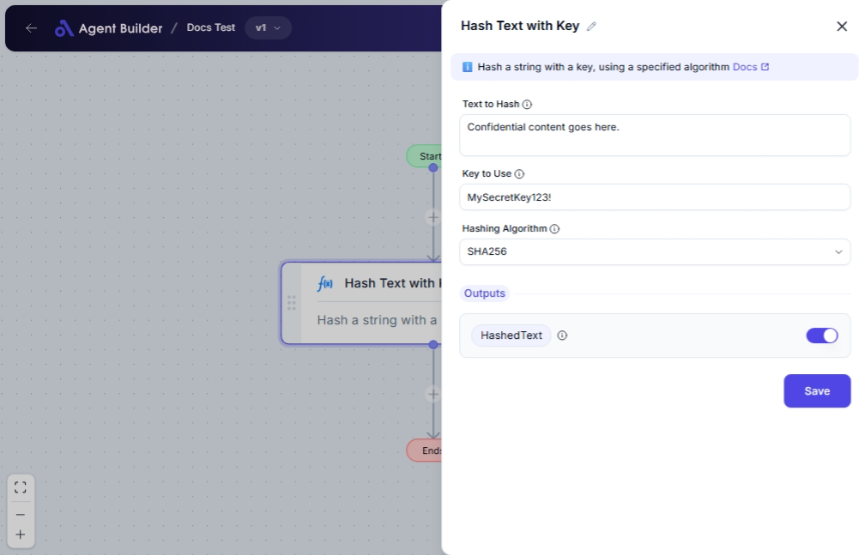 Agent Builder / Docs Test v1
Hash Text with Key
Hash a string with a key, using a specified algorithm Docs
Text to Hash
Confidential content goes here.
Key to Use
MySecretKey123!
Hashing Algorithm
SHA256
Outputs
HashedText
Save
Start
Hash Text with
Hash a string with a
End